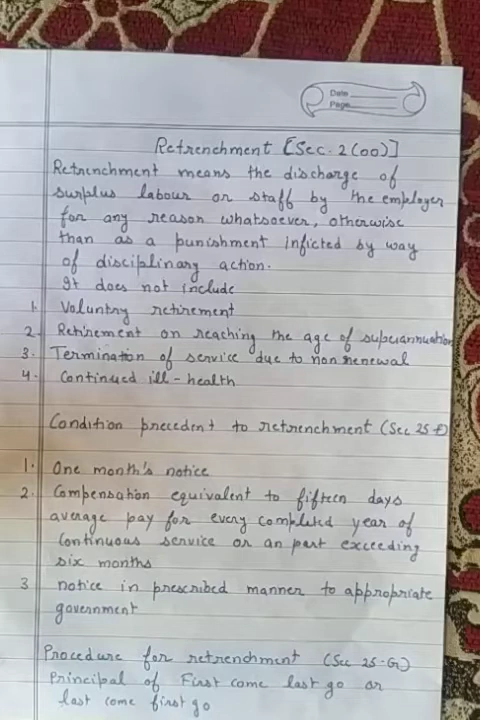 Date
Page
Retrenchment [Sec. 2(oo)]
Retrenchment means the discharge of
surplus labour or staff by the employer
for any reason whatsoever, otherwise
than as a punishment inficted by way
of disciplinary action.
It does not include
1. Voluntry retirement
2. Retirement on reaching the age of superannuation
3. Termination of service due to non renewal
4. Continued ill-health
Condition precedent to retrenchment (Sec 25 f)
1. One month's notice
2. Compensation equivalent to fifteen days
average pay for every completed year of
continuous service or an part exceeding
six months
3 notice in prescribed manner to appropriate
government
Procedure for retrenchment (Sec 25-G)
Principal of First come last go or
last come first go